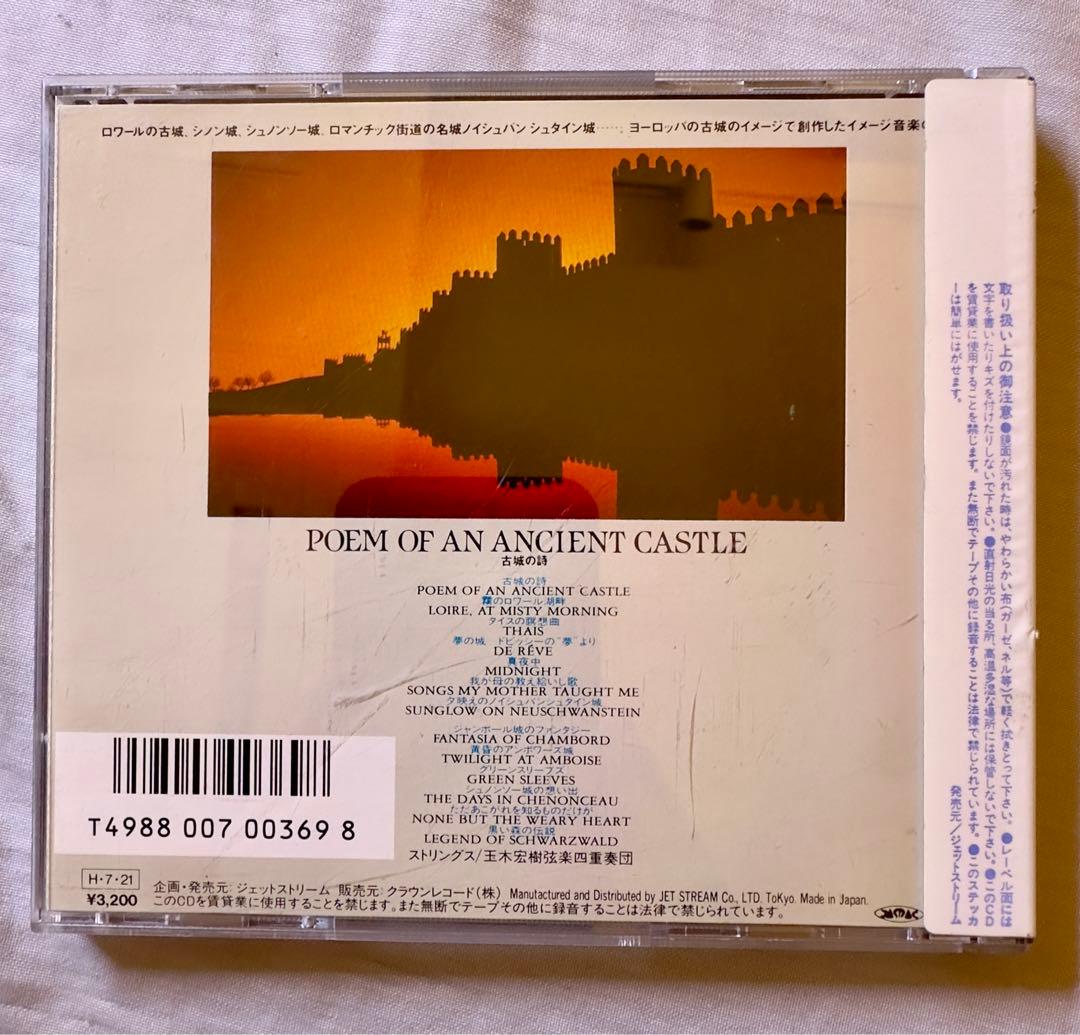 ロワールの古城、シノン城、シュノンソー城、ロマンチック街道の名城ノイシュバン シュタイン城……、ヨーロッパの古城のイメージで創作したイメージ音楽の
POEM OF AN ANCIENT CASTLE
古城の詩
古城の詩
POEM OF AN ANCIENT CASTLE
霧のロワール湖畔
LOIRE, AT MISTY MORNING
タイスの瞑想曲
THAIS
夢の城 ドビッシーの"夢"より
DE RÊVE
真夜中
MIDNIGHT
我が母の教え給いし歌
SONGS MY MOTHER TAUGHT ME
夕映えのノイシュバンシュタイン城
SUNGLOW ON NEUSCHWANSTEIN
ジャンボール城のファンタジー
FANTASIA OF CHAMBORD
黄昏のアンボワーズ城
TWILIGHT AT AMBOISE
グリーンスリーブス
GREEN SLEEVES
シュノンソー城の想い出
THE DAYS IN CHENONCEAU
ただあこがれを知るものだけが
NONE BUT THE WEARY HEART
黒い森の伝説
LEGEND OF SCHWARZWALD
ストリングス/玉木宏樹弦楽四重奏団
T4988 007 00369 8
H・7・21
¥3,200
企画・発売元:ジェットストリーム 販売元:クラウンレコード(株) Manutactured and Distributed by JET STREAM Co., LTD. ToKyo. Made in Japan.
このCDを賃貸業に使用することを禁じます。また無断でテープその他に録音することは法律で禁じられています。
取り扱い上の御注意●鏡面が汚れた時は、やわらかい布(ガーゼ、ネル等)で軽く拭きとって下さい。●レーベル面には
文字を書いたりキズを付けたりしないで下さい。●直射日光の当る所、高温多湿な場所には保管しないで下さい。●このCD
を賃貸業に使用することを禁じます。また無断でテープその他に録音することは法律で禁じられています。●このステッカ
ーは簡単にはがせます。
発売元/ジェットストリーム